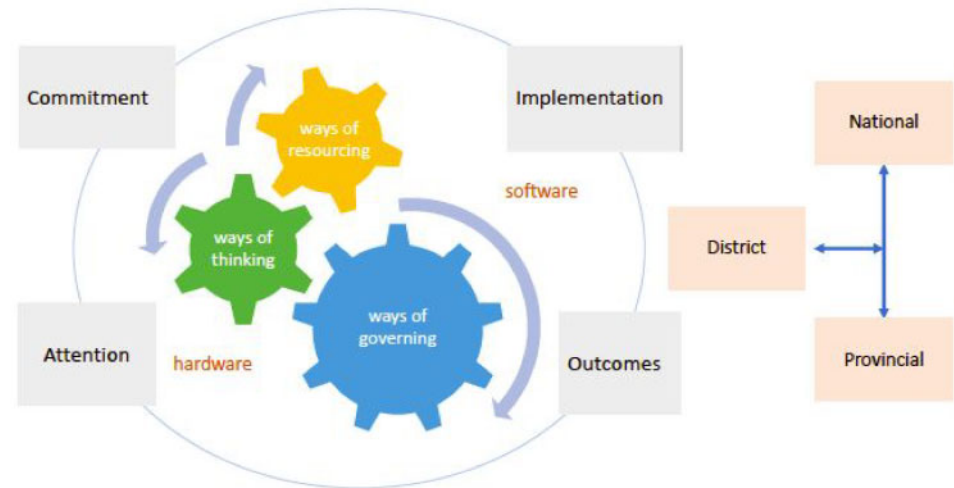 Commitment
ways of
resourcing
Implementation
software
ways of
thinking
ways of
governing
Attention
hardware
Outcomes
National
District
Provincial